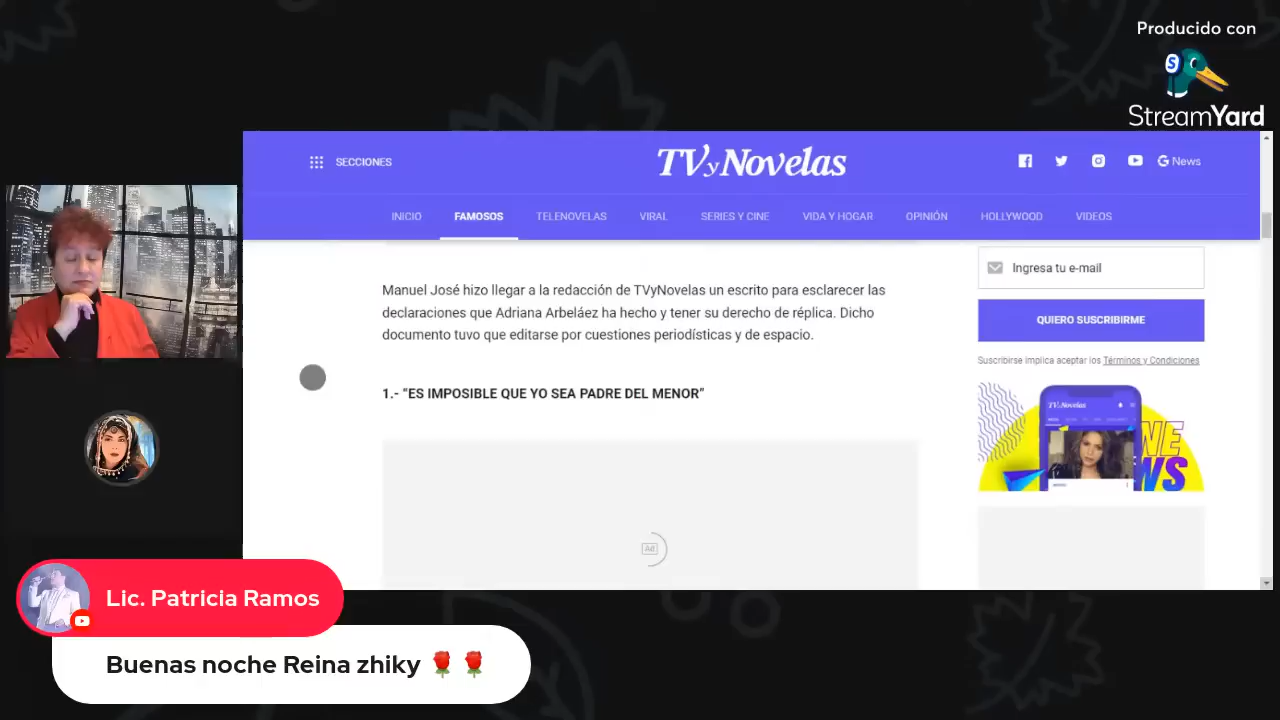 Producido con
StreamYard
SECCIONES
TVyNovelas
G News
INICIO FAMOSOS TELENOVELAS VIRAL SERIES Y CINE VIDA Y HOGAR OPINIÓN HOLLYWOOD VIDEOS
Manuel José hizo llegar a la redacción de TVyNovelas un escrito para esclarecer las
declaraciones que Adriana Arbeláez ha hecho y tener su derecho de réplica. Dicho
documento tuvo que editarse por cuestiones periodísticas y de espacio.
1.- “ES IMPOSIBLE QUE YO SEA PADRE DEL MENOR”
Ad
Ingresa tu e-mail
QUIERO SUSCRIBIRME
Suscribirse implica aceptar los Términos y Condiciones
TVyNovelas
NE
WS
Lic. Patricia Ramos
Buenas noche Reina zhiky 🌹🌹